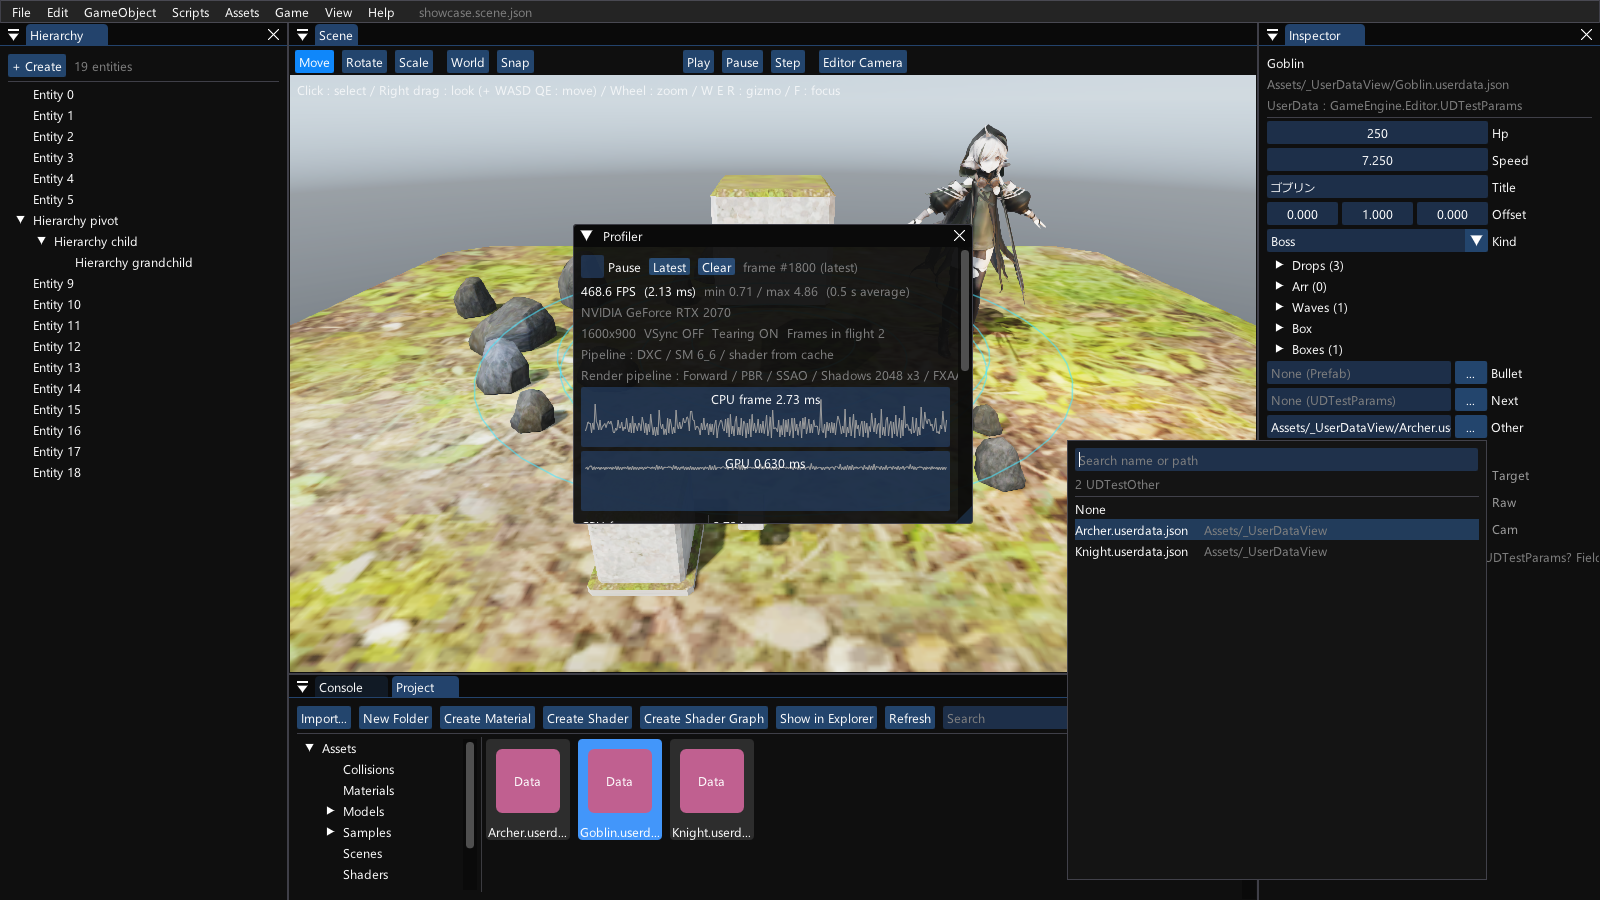 File Edit GameObject Scripts Assets Game View Help showcase.scene.json
Hierarchy
+ Create 19 entities
Entity 0
Entity 1
Entity 2
Entity 3
Entity 4
Entity 5
Hierarchy pivot
Hierarchy child
Hierarchy grandchild
Entity 9
Entity 10
Entity 11
Entity 12
Entity 13
Entity 14
Entity 15
Entity 16
Entity 17
Entity 18
Scene
Move Rotate Scale World Snap Play Pause Step Editor Camera
Click : select / Right drag : look (+ WASD QE : move) / Wheel : zoom / W E R : gizmo / F : focus
Profiler
Pause Latest Clear frame #1800 (latest)
468.6 FPS (2.13 ms) min 0.71 / max 4.86 (0.5 s average)
NVIDIA GeForce RTX 2070
1600x900 VSync OFF Tearing ON Frames in flight 2
Pipeline : DXC / SM 6_6 / shader from cache
Render pipeline : Forward / PBR / SSAO / Shadows 2048 x3 / FXAA
CPU frame 2.73 ms
GPU 0.630 ms
Console Project
Import... New Folder Create Material Create Shader Create Shader Graph Show in Explorer Refresh Search
Assets
Collisions
Materials
Models
Samples
Scenes
Shaders
Data Data Data
Archer.userd... Goblin.userd... Knight.userd...
Inspector
Goblin
Assets/_UserDataView/Goblin.userdata.json
UserData : GameEngine.Editor.UDTestParams
250 Hp
7.250 Speed
ゴブリン Title
0.000 1.000 0.000 Offset
Boss Kind
Drops (3)
Arr (0)
Waves (1)
Box
Boxes (1)
None (Prefab) ... Bullet
None (UDTestParams) ... Next
Assets/_UserDataView/Archer.us ... Other
Search name or path
2 UDTestOther
None
Archer.userdata.json Assets/_UserDataView
Knight.userdata.json Assets/_UserDataView
Target
Raw
Cam
UDTestParams? Field